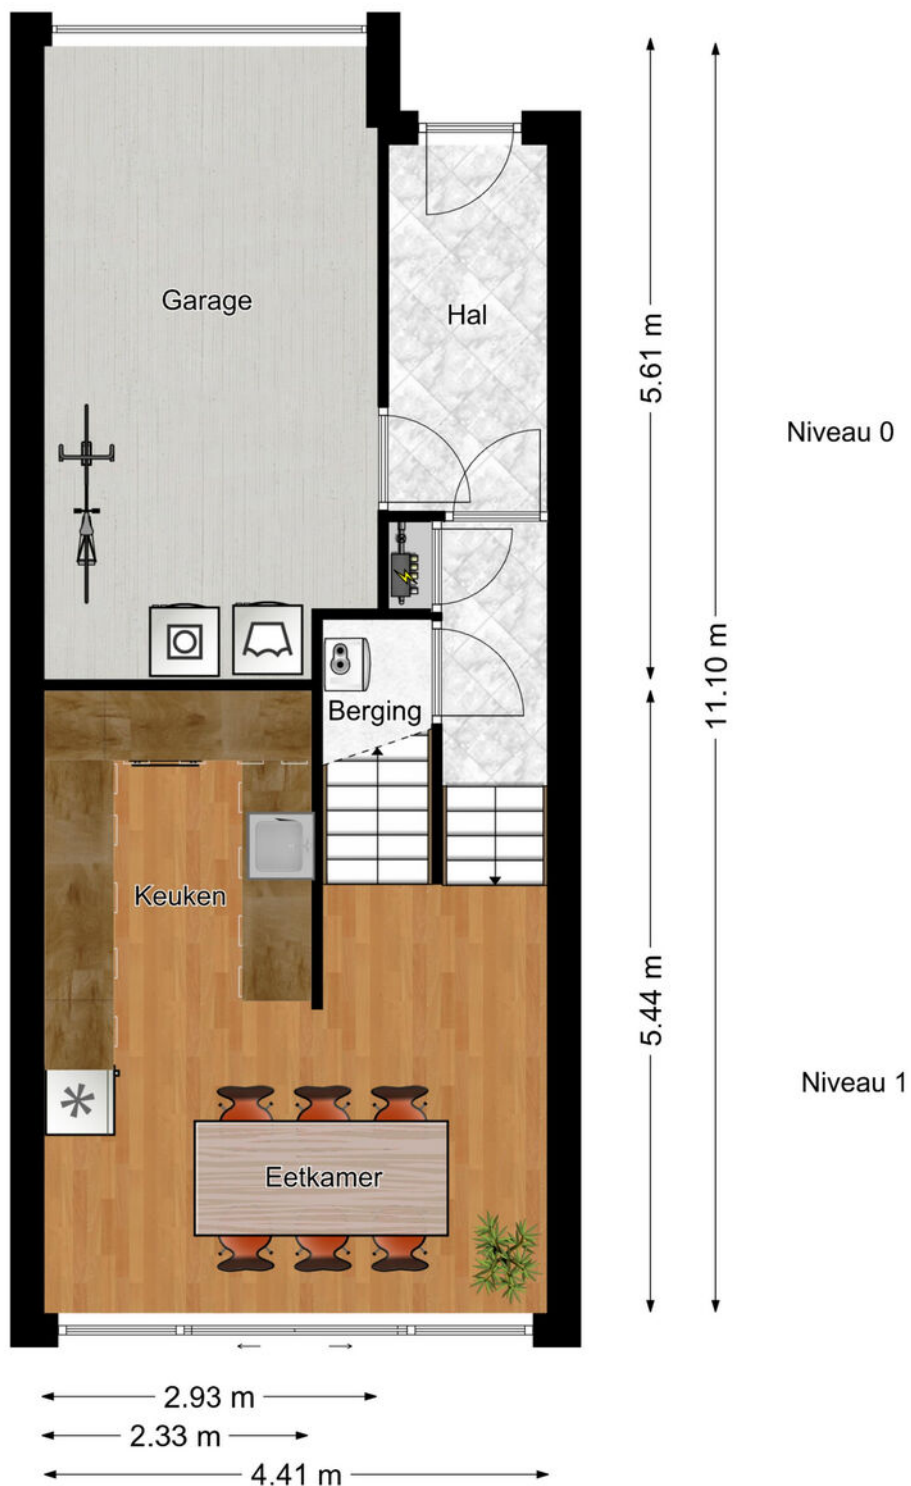 Garage
Hal
5.61 m
Niveau 0
11.10 m
Berging
Keuken
5.44 m
Niveau 1
Eetkamer
2.93 m
2.33 m
4.41 m